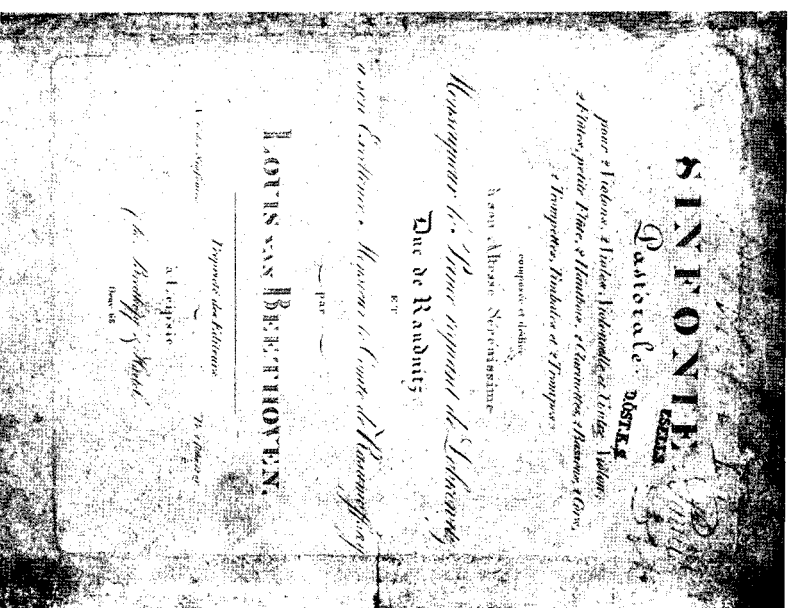 SINFONIE
Pastorale
pour 2 Violons, 2 Violes, Violoncelle et Contre Violon,
2 Flûtes, petite Flûte, 2 Hautbois, 2 Clarinettes, 2 Bassons, 2 Cors,
2 Trompettes, Timbales et 2 Trompes
composée et dédiée
à son Altesse Sérénissime
Monseigneur le Prince régnant de Lobkowitz
Duc de Raudnitz
ET
à son Excellence Monsieur le Comte de Rasumoffsky
par
LOUIS VAN BEETHOVEN.
Propriété des Editeurs.
à Leipsic
Breitkopf & Härtel
Oeuv. 68